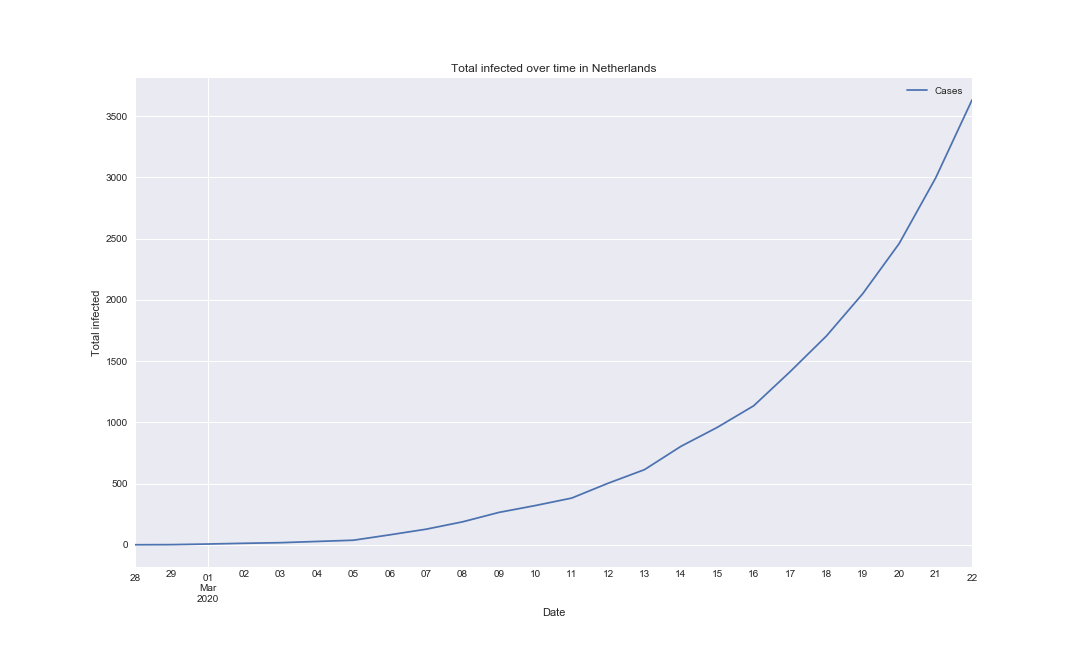 Total infected over time in Netherlands
Cases
3500
3000
2500
2000
1500
1000
500
0
Total infected
28 29 01 02 03 04 05 06 07 08 09 10 11 12 13 14 15 16 17 18 19 20 21 22
Mar
2020
Date